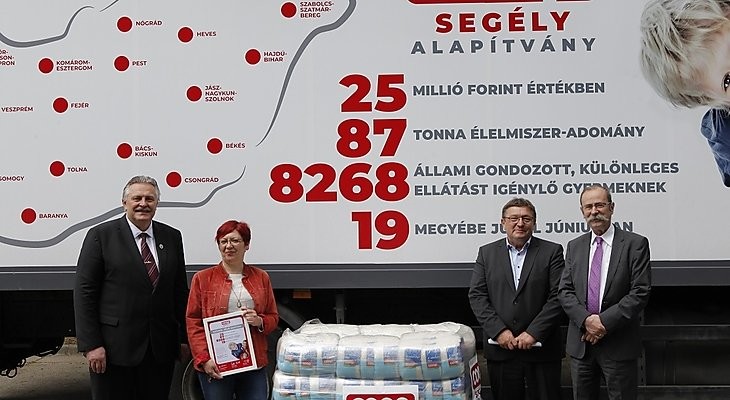 NÓGRÁD
SZABOLCS-
SZATMÁR-
BEREG
HEVES
KOMÁROM-
ESZTERGOM
PEST
HAJDÚ-
BIHAR
JÁSZ-
NAGYKUN-
SZOLNOK
VESZPRÉM
FEJÉR
BÁCS-
KISKUN
BÉKÉS
TOLNA
CSONGRÁD
BARANYA
SEGÉLY
ALAPÍTVÁNY
25 MILLIÓ FORINT ÉRTÉKBEN
87 TONNA ÉLELMISZER-ADOMÁNY
8268 ÁLLAMI GONDOZOTT, KÜLÖNLEGES
ELLÁTÁST IGÉNYLŐ GYERMEKNEK
19 MEGYÉBE